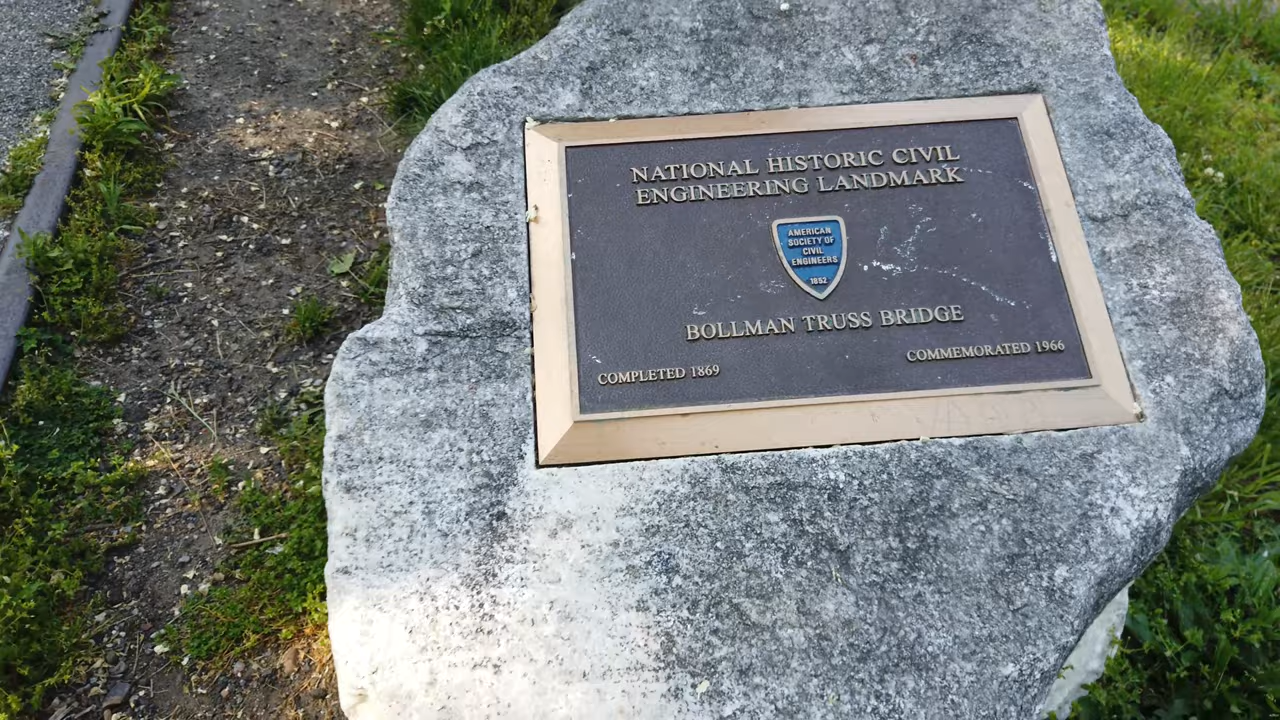 NATIONAL HISTORIC CIVIL
ENGINEERING LANDMARK
AMERICAN
SOCIETY OF
CIVIL
ENGINEERS
1852
BOLLMAN TRUSS BRIDGE
COMPLETED 1869
COMMEMORATED 1966